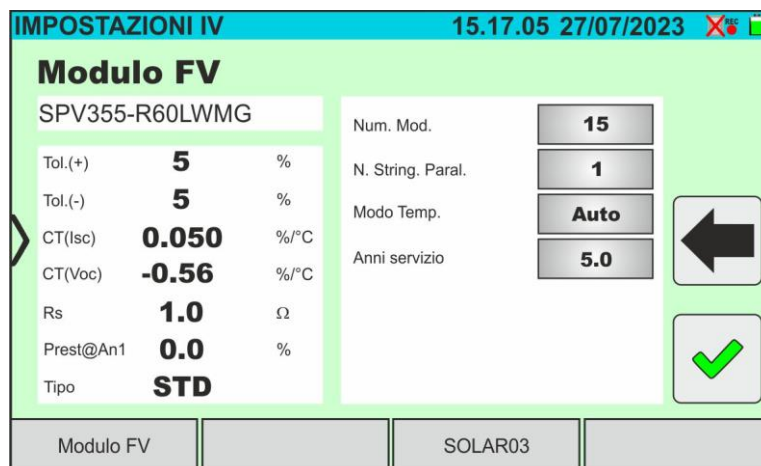 IMPOSTAZIONI IV 15.17.05 27/07/2023 REC
Modulo FV
SPV355-R60LWMG
Tol.(+) 5 %
Tol.(-) 5 %
CT(Isc) 0.050 %/°C
CT(Voc) -0.56 %/°C
Rs 1.0 Ω
Prest@An1 0.0 %
Tipo STD
Num. Mod. 15
N. String. Paral. 1
Modo Temp. Auto
Anni servizio 5.0
Modulo FV SOLAR03